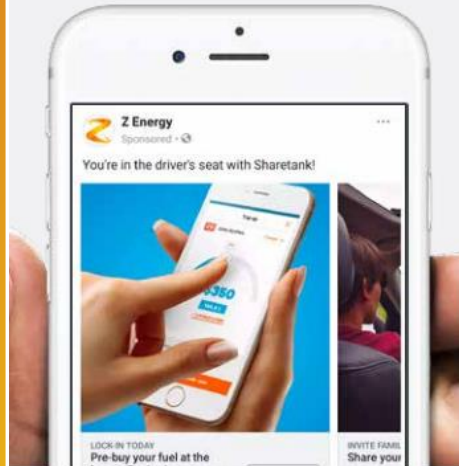 Z Energy
Sponsored ·
You're in the driver's seat with Sharetank!
$350
LOCK-IN TODAY
Pre-buy your fuel at the
INVITE FAMIL
Share your